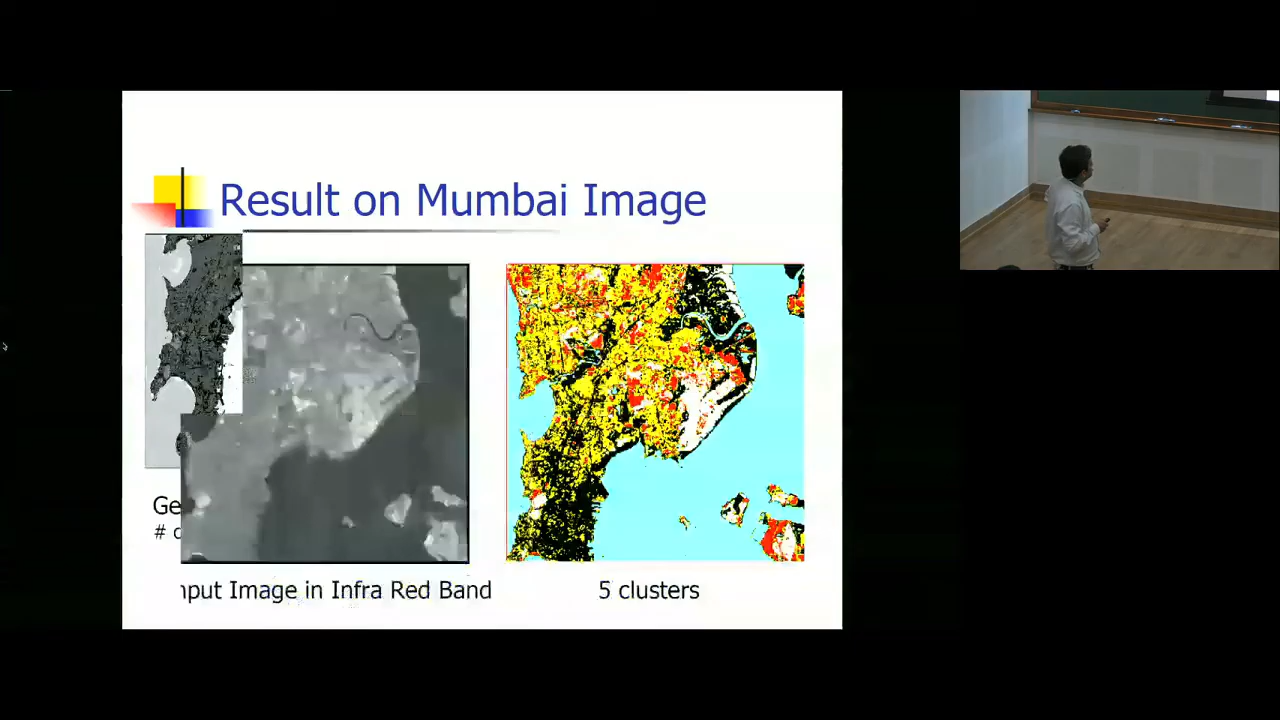 Result on Mumbai Image
Ge
# c
nput Image in Infra Red Band
5 clusters